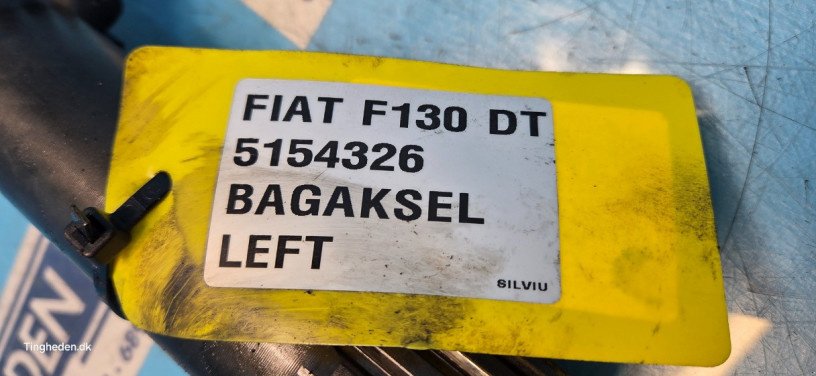 FIAT F130 DT
5154326
BAGAKSEL
LEFT
SILVIU
Tingheden.dk